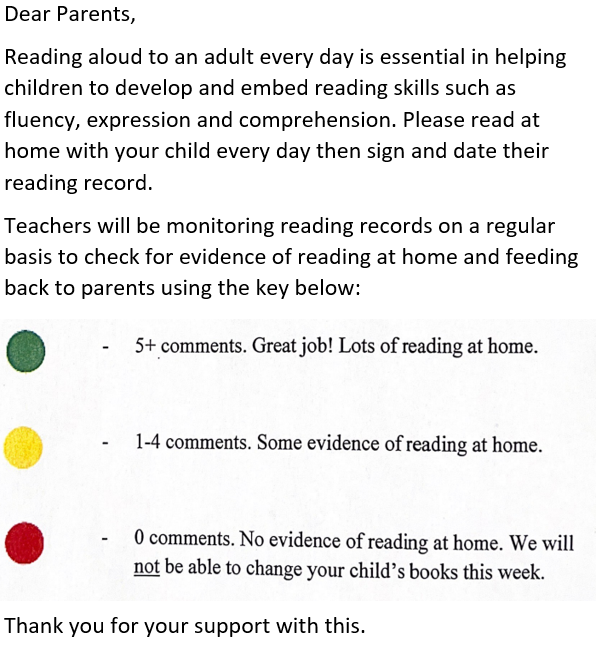 Dear Parents,
Reading aloud to an adult every day is essential in helping
children to develop and embed reading skills such as
fluency, expression and comprehension. Please read at
home with your child every day then sign and date their
reading record.
Teachers will be monitoring reading records on a regular
basis to check for evidence of reading at home and feeding
back to parents using the key below:
- 5+ comments. Great job! Lots of reading at home.
- 1-4 comments. Some evidence of reading at home.
- 0 comments. No evidence of reading at home. We will
not be able to change your child's books this week.
Thank you for your support with this.